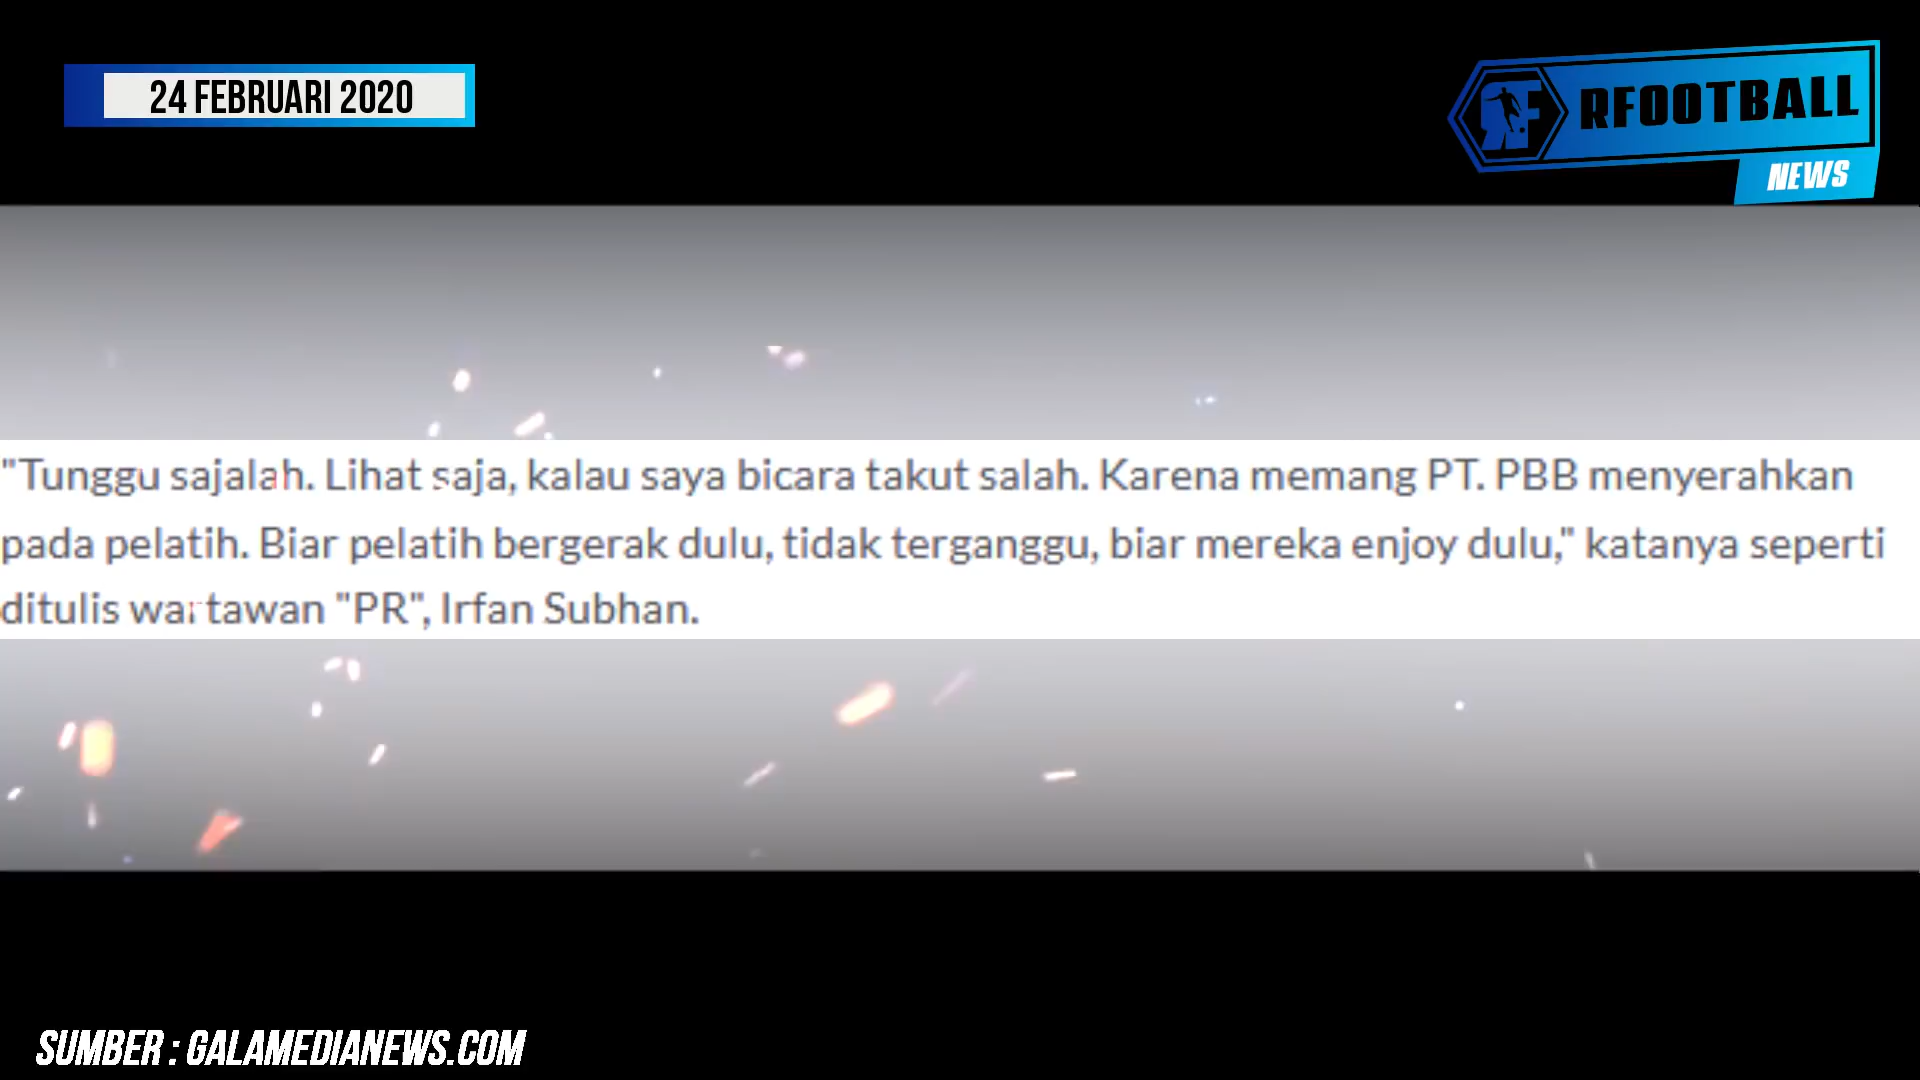 24 FEBRUARI 2020
RF RFOOTBALL
NEWS
"Tunggu sajalah. Lihat saja, kalau saya bicara takut salah. Karena memang PT. PBB menyerahkan
pada pelatih. Biar pelatih bergerak dulu, tidak terganggu, biar mereka enjoy dulu," katanya seperti
ditulis wartawan "PR", Irfan Subhan.
SUMBER : GALAMEDIANEWS.COM